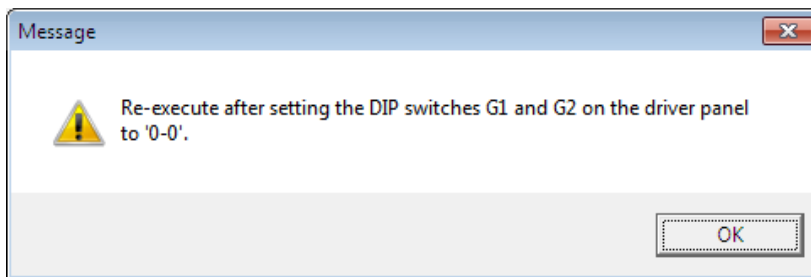 Message
Re-execute after setting the DIP switches G1 and G2 on the driver panel
to '0-0'.
OK